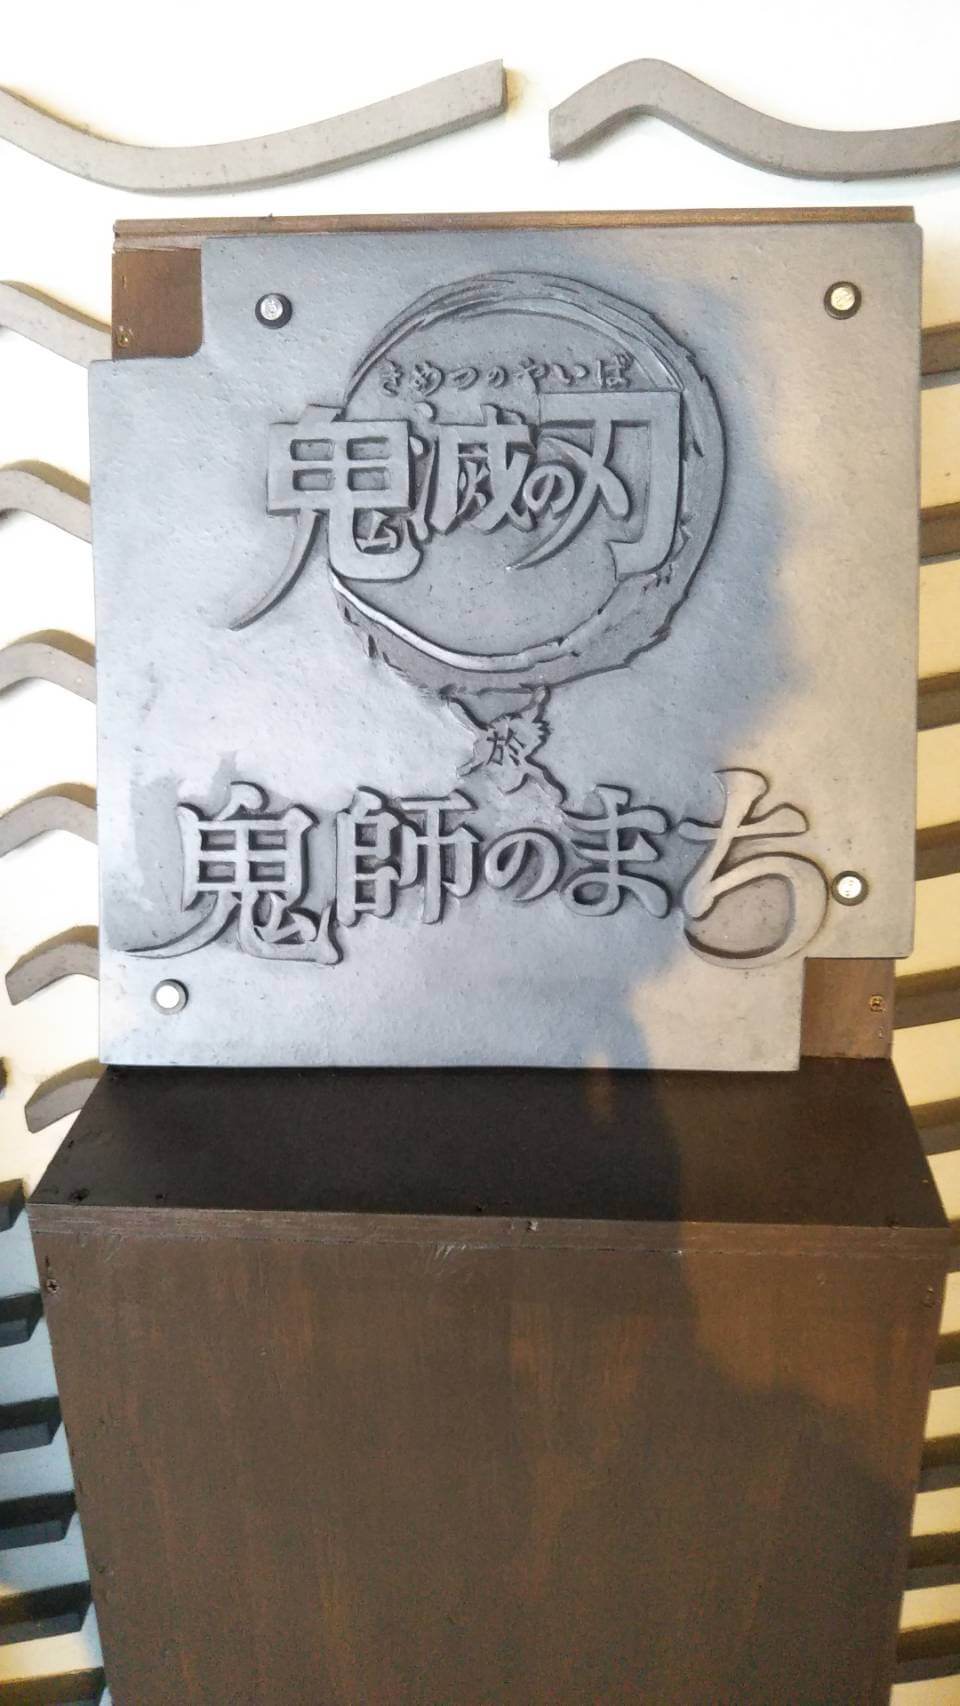 きめつのやいば
鬼滅の刃
於
鬼師のまち